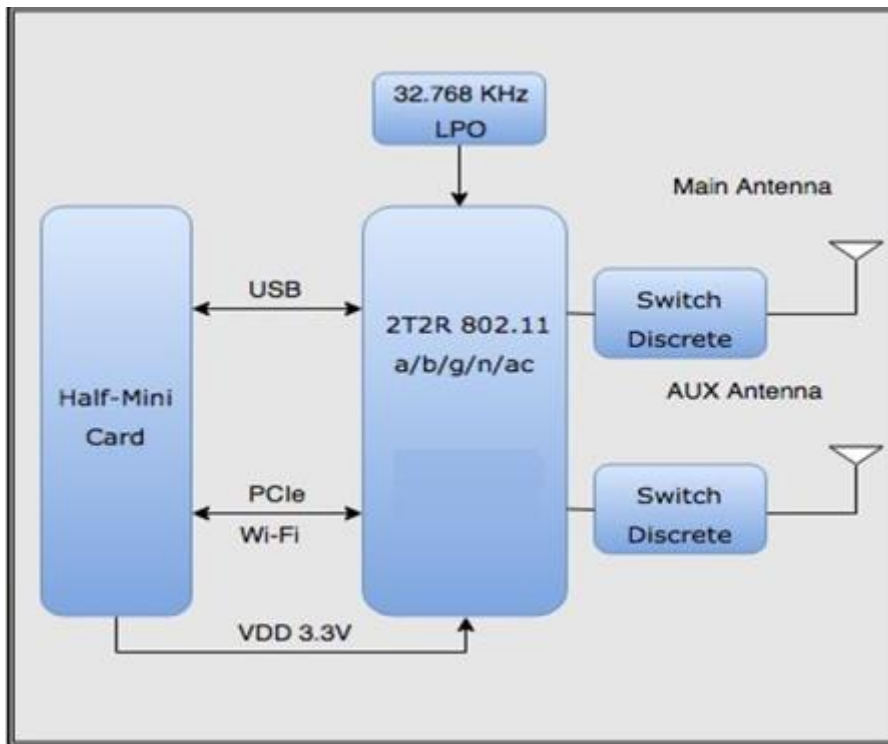 32.768 KHz
LPO
Main Antenna
USB
Switch
Discrete
2T2R 802.11
a/b/g/n/ac
AUX Antenna
Half-Mini
Card
PCIe
Wi-Fi
Switch
Discrete
VDD 3.3V